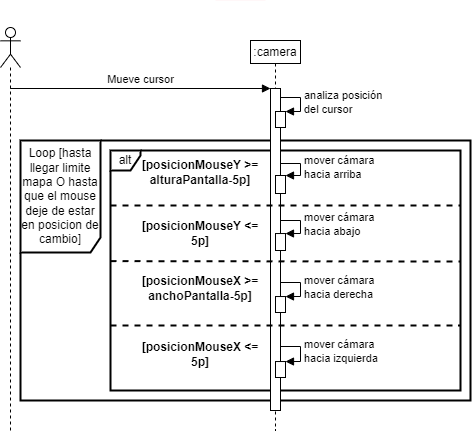 :camera
Mueve cursor
analiza posición
del cursor
Loop [hasta
llegar limite
mapa O hasta
que el mouse
deje de estar
en posicion de
cambio]
alt
[posicionMouseY >=
alturaPantalla-5p]
mover cámara
hacia arriba
[posicionMouseY <=
5p]
mover cámara
hacia abajo
[posicionMouseX >=
anchoPantalla-5p]
mover cámara
hacia derecha
[posicionMouseX <=
5p]
mover cámara
hacia izquierda